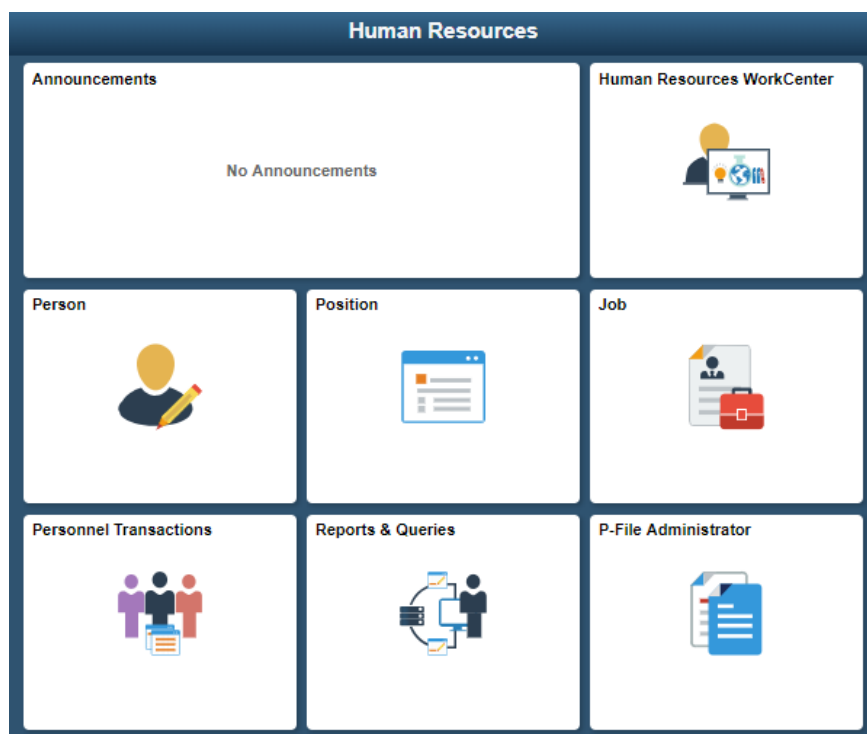 Human Resources
Announcements
Human Resources WorkCenter
No Announcements
Person
Position
Job
Personnel Transactions
Reports & Queries
P-File Administrator